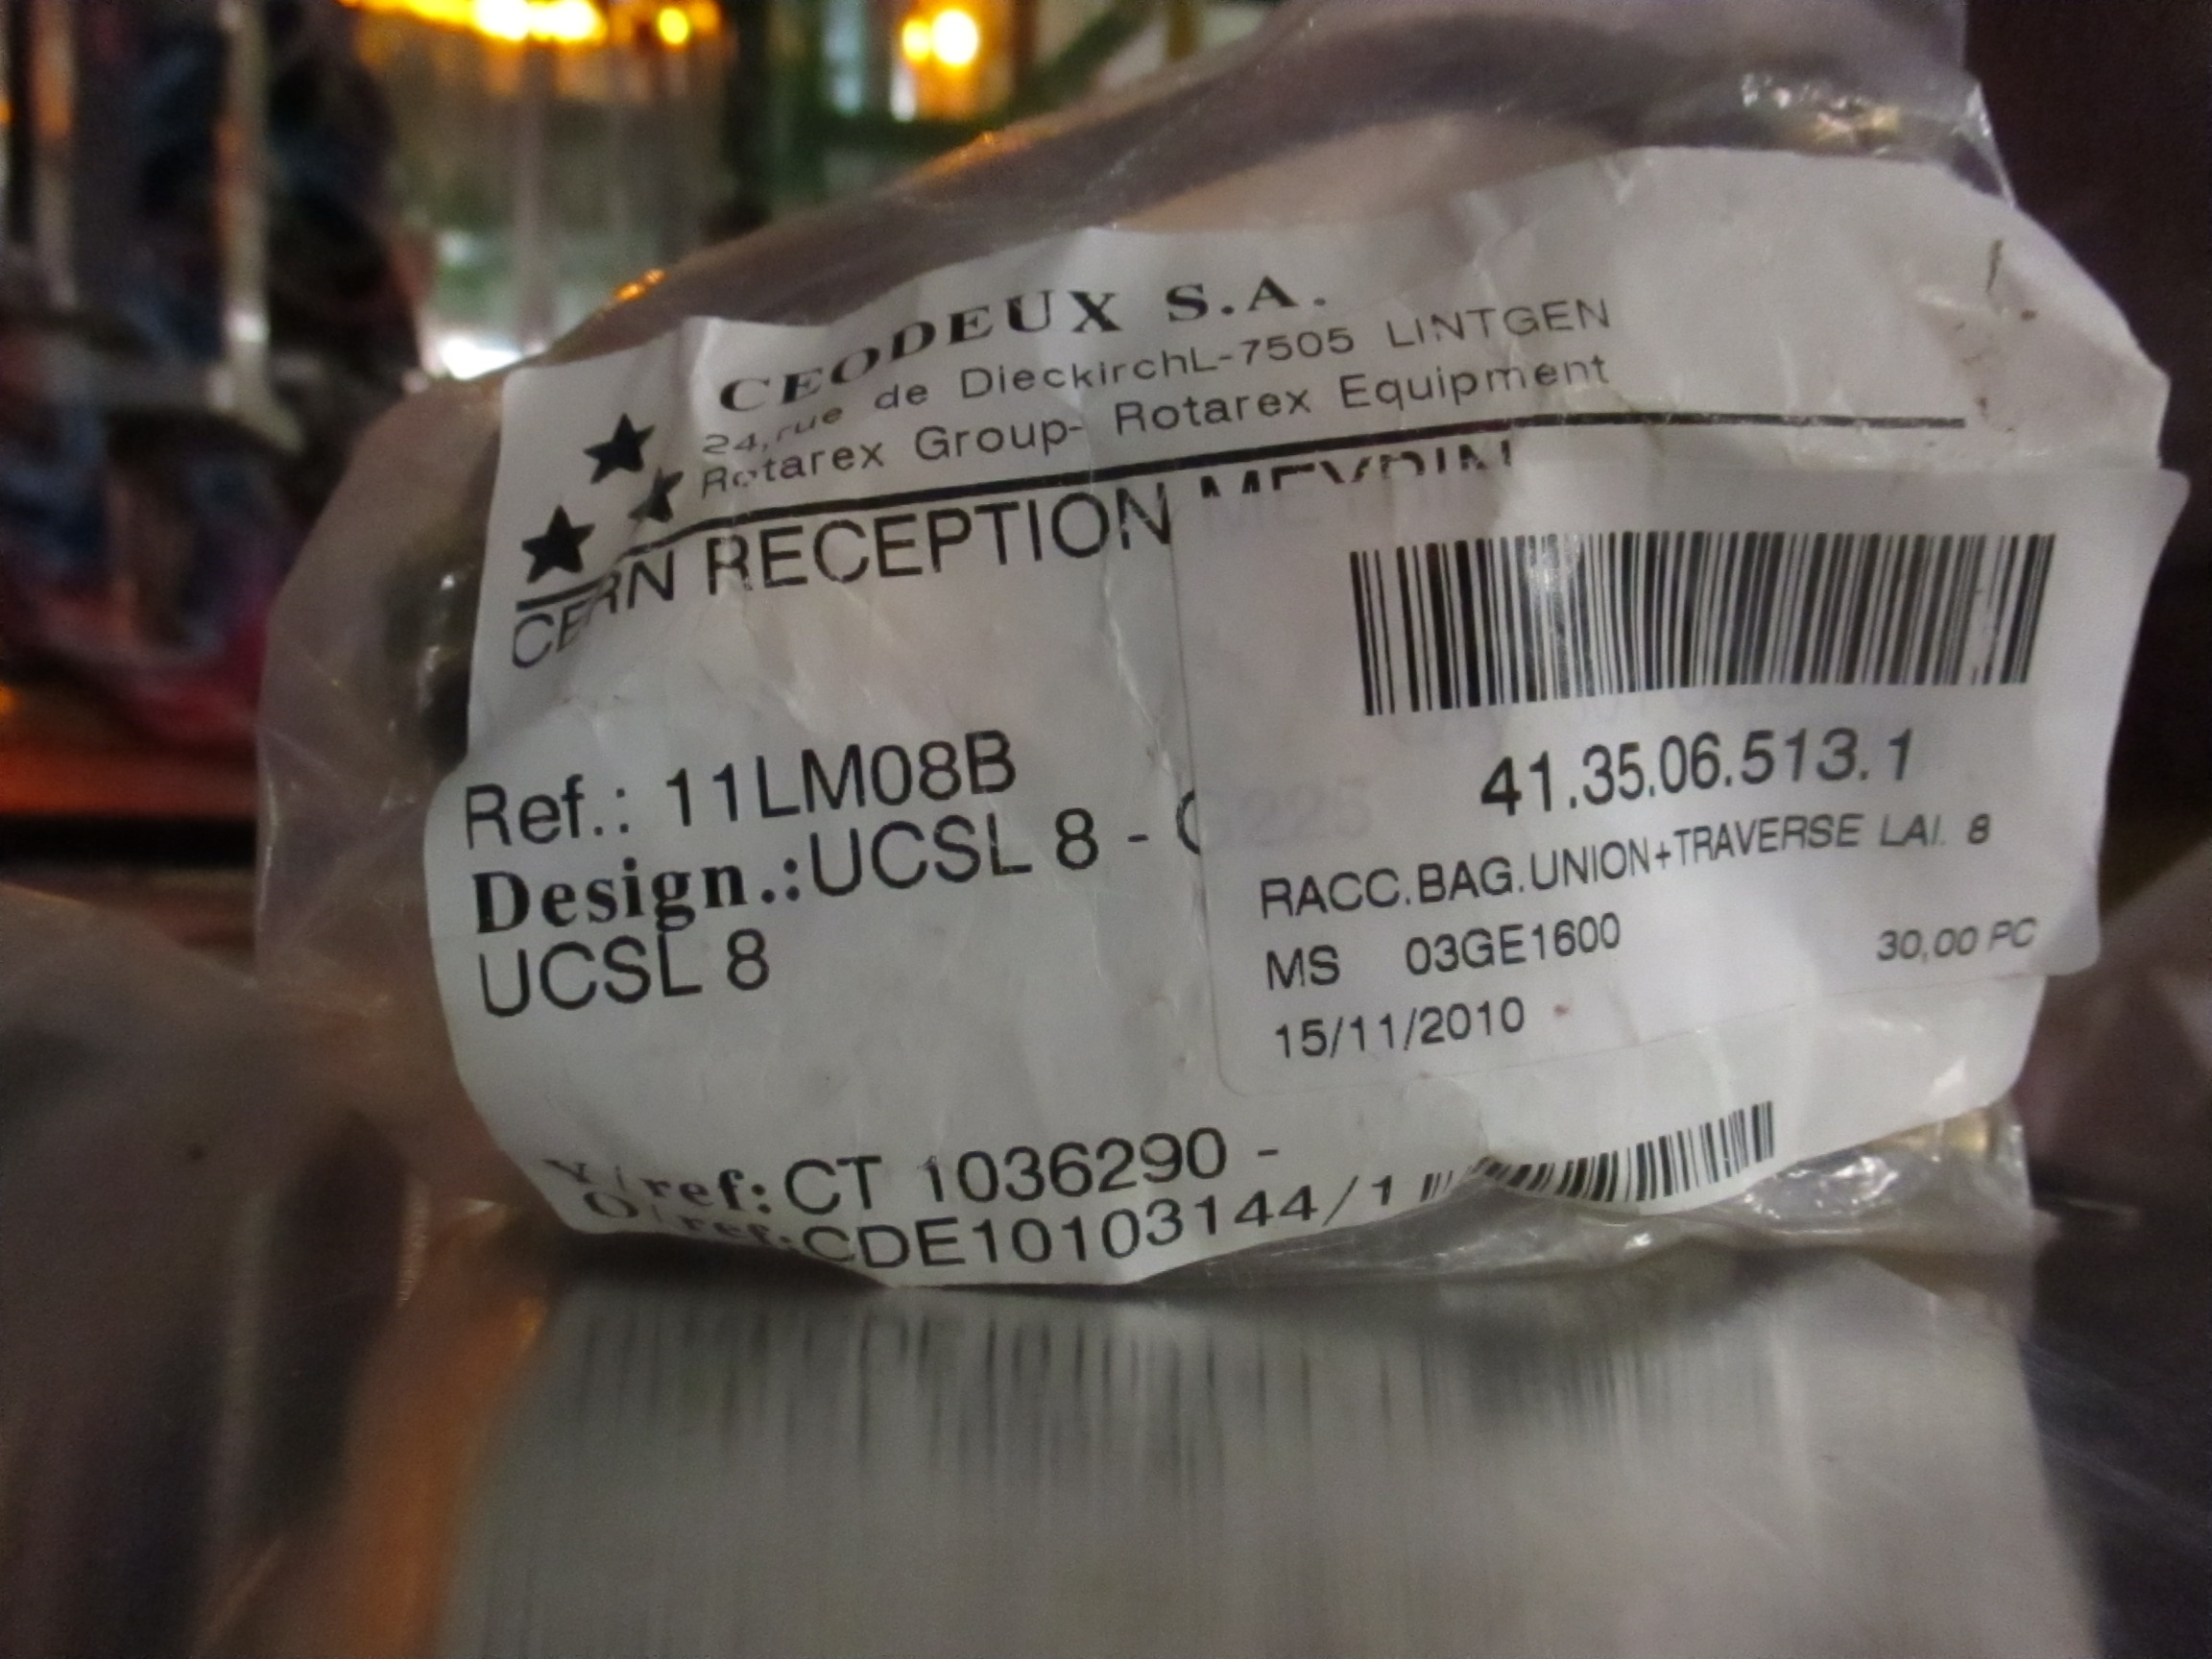 CEODEUX S.A.
24, rue de DieckirchL-7505 LINTGEN
Rotarex Group- Rotarex Equipment
CERN RECEPTION MEYRIN
Ref.: 11LM08B
Design.:UCSL 8 -
UCSL 8
Y/ref:CT 1036290 -
O/ref:CDE10103144/1
41.35.06.513.1
RACC.BAG.UNION+TRAVERSE LAI. 8
MS 03GE1600 30,00 PC
15/11/2010